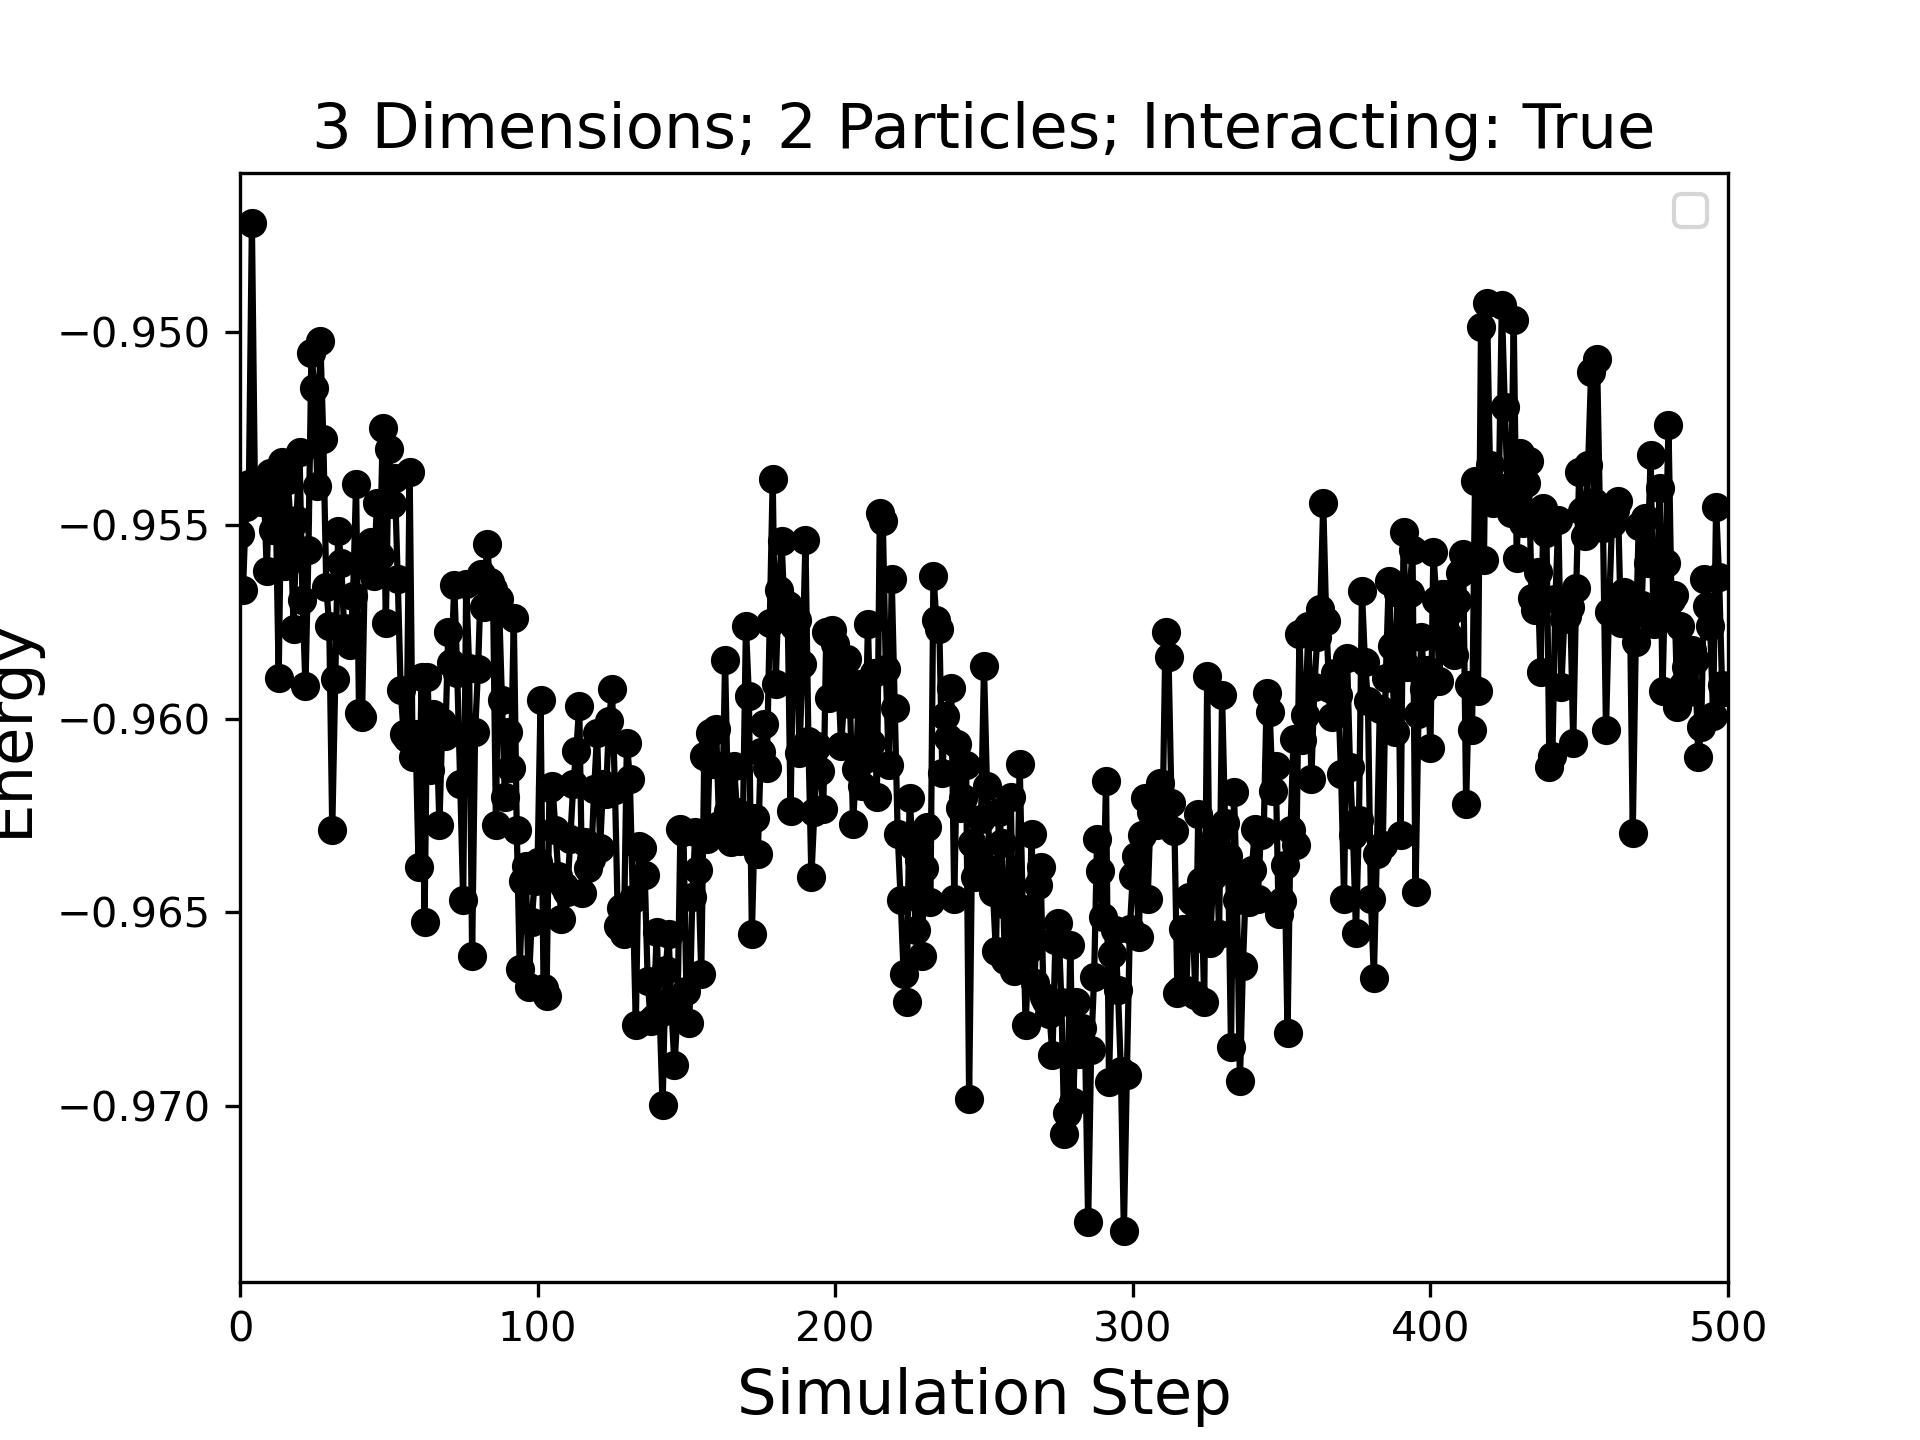 3 Dimensions; 2 Particles; Interacting: True
−0.950
−0.955
−0.960
−0.965
−0.970
Energy
0 100 200 300 400 500
Simulation Step